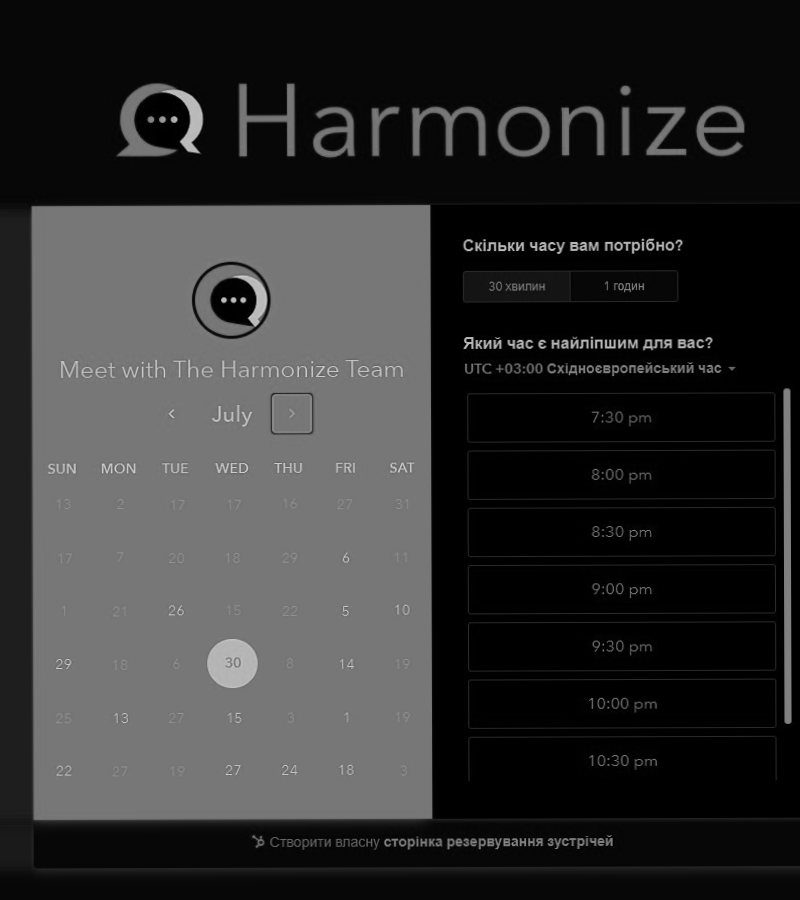 Harmonize
Meet with The Harmonize Team
July
SUN MON TUE WED THU FRI SAT
13 2 17 17 16 27 31
17 7 20 18 29 6 11
1 21 26 15 22 5 10
29 18 6 30 8 14 19
25 13 27 15 3 1 19
22 27 19 27 24 18 3
Скільки часу вам потрібно?
30 хвилин 1 годин
Який час є найліпшим для вас?
UTC +03:00 Східноєвропейський час
7:30 pm
8:00 pm
8:30 pm
9:00 pm
9:30 pm
10:00 pm
10:30 pm
Створити власну сторінка резервування зустрічей